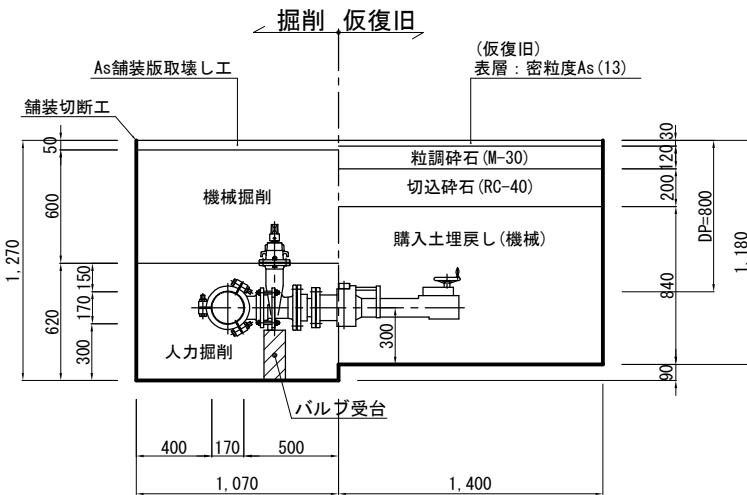 掘削 仮復旧
(仮復旧)
As舗装版取壊し工
表層：密粒度As(13)
舗装切断工
50
600
1,270
620
150
170
300
機械掘削
人力掘削
粒調砕石(M-30)
切込砕石(RC-40)
購入土埋戻し(機械)
300
バルブ受台
30
120
200
840
90
DP=800
1,180
400
170
500
1,070
1,400